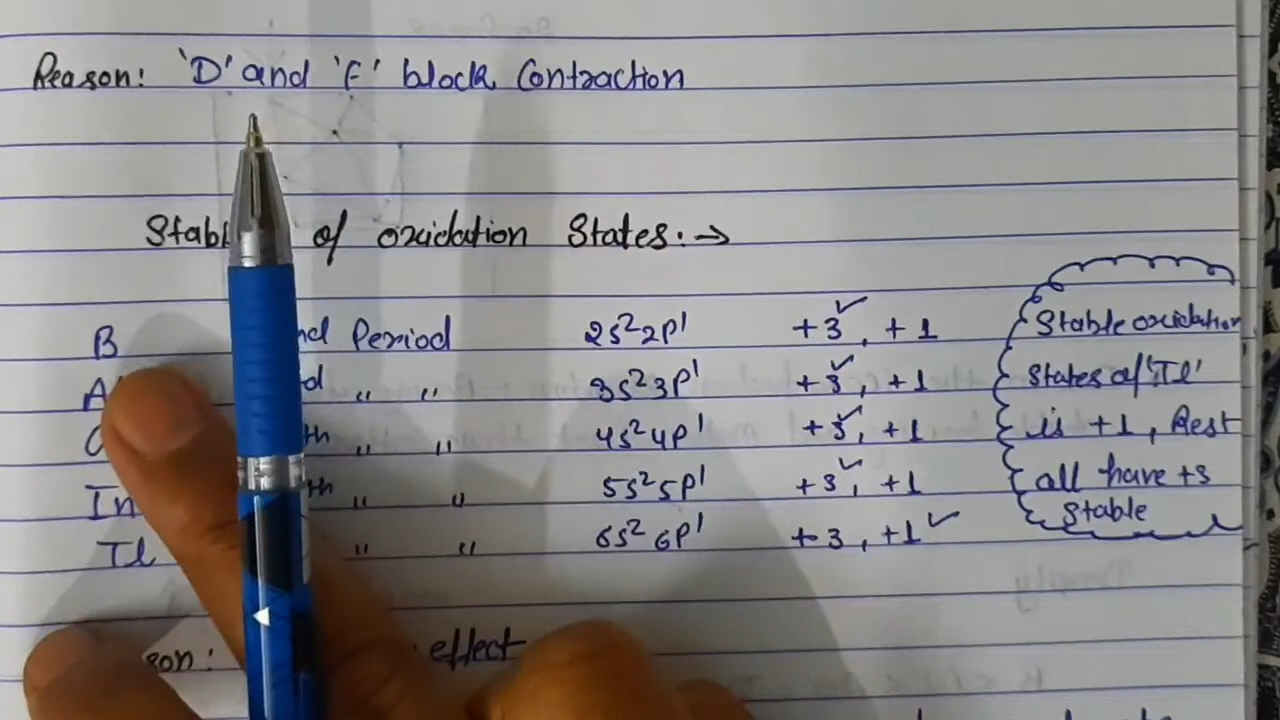 Reason: 'D' and 'F' block Contraction
of oxidation States:→
B Period 2s²2p¹ +3✓, +1
3s²3p¹ +3✓, +1
4s²4p¹ +3✓, +1
In 5s²5p¹ +3✓, +1
Tl 6s²6p¹ +3, +1✓
Stable oxidation
States of 'Tl'
is +1, Rest
all have +3
Stable
effect